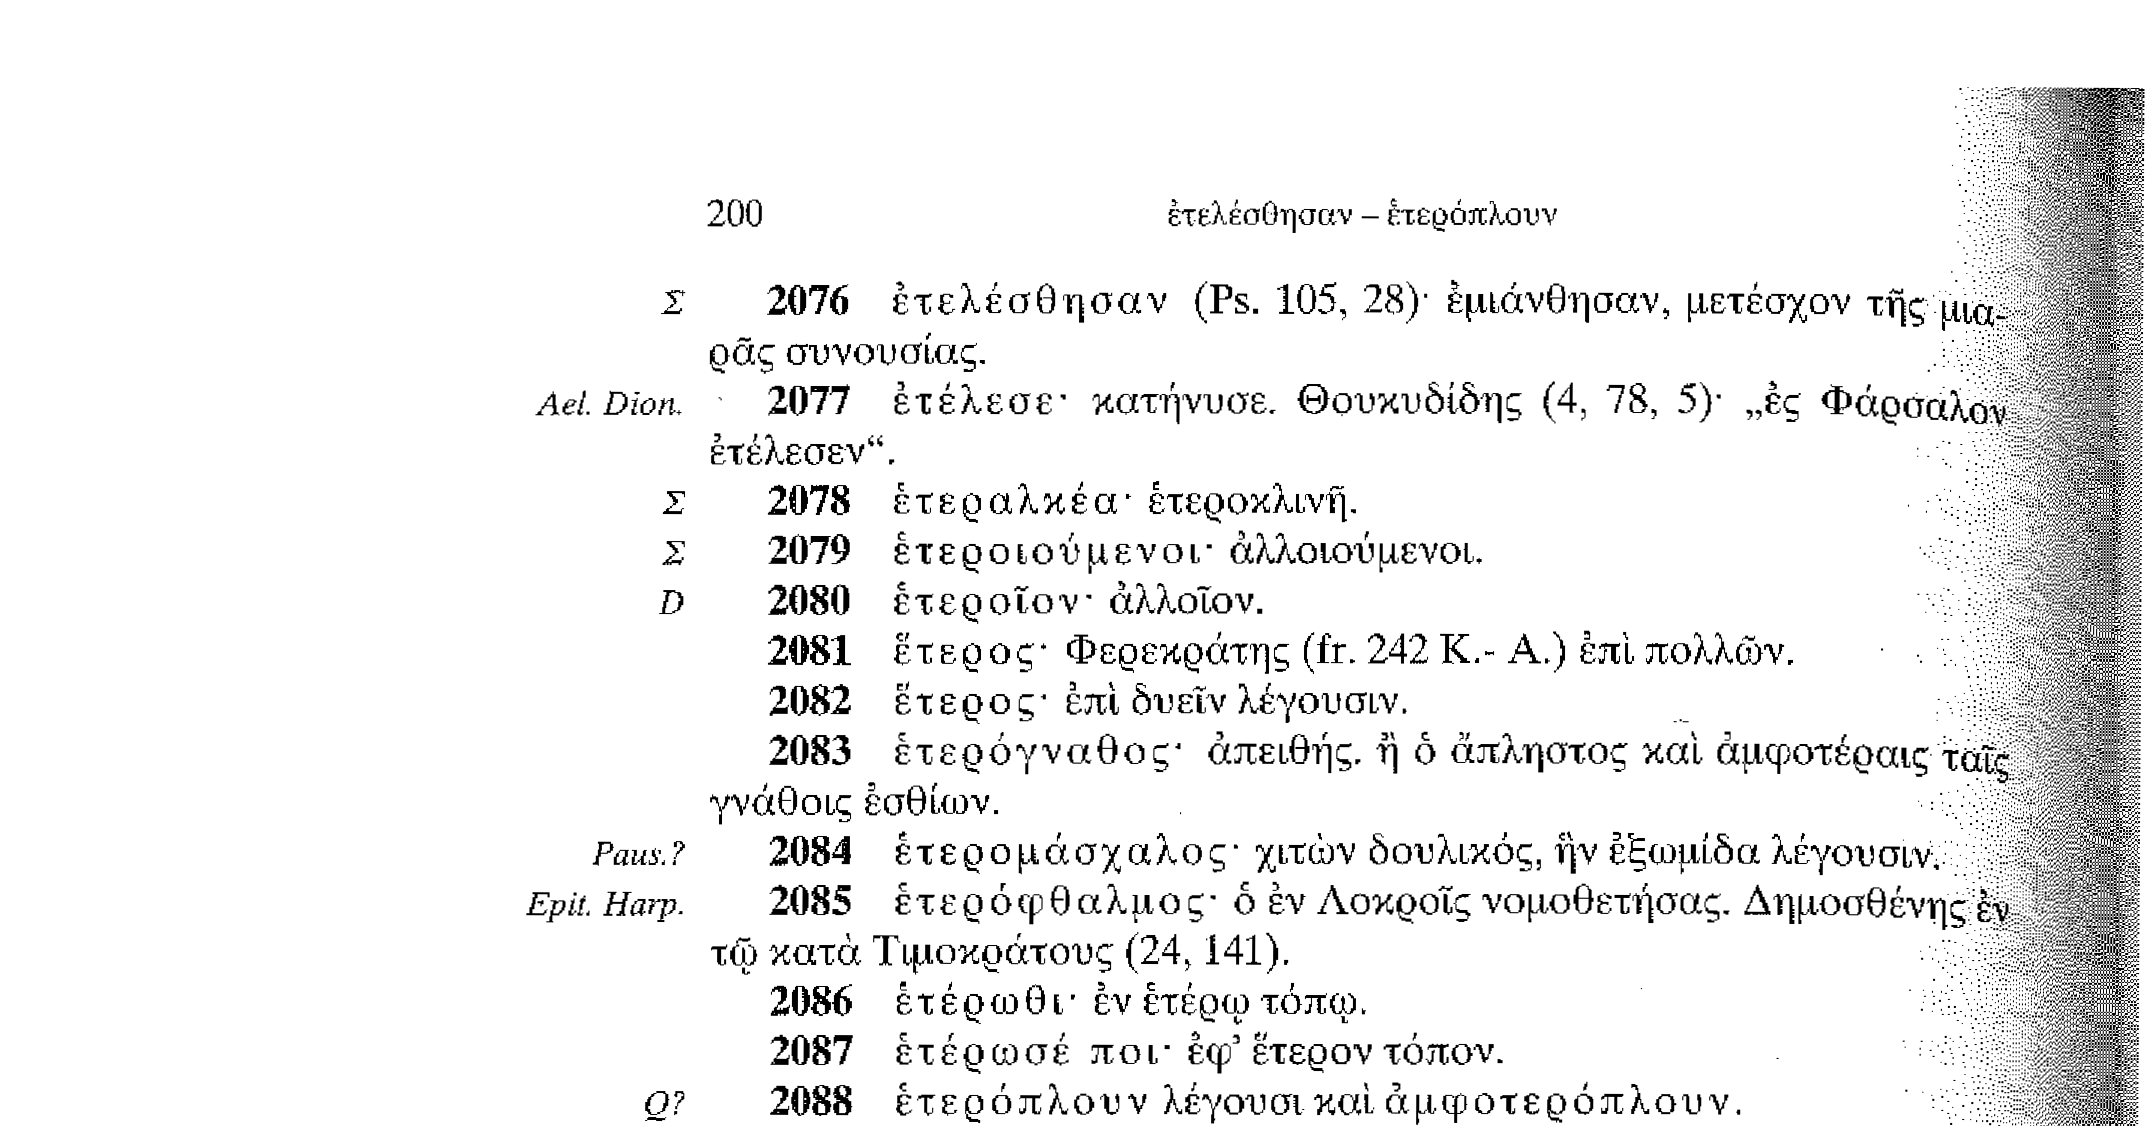 200 ἐτελέσθησαν – ἑτερόπλουν
Σ 2076 ἐτελέσθησαν (Ps. 105, 28)· ἐμιάνθησαν, μετέσχον τῆς μια-
ρᾶς συνουσίας.
Ael. Dion. 2077 ἐτέλεσε· κατήνυσε. Θουκυδίδης (4, 78, 5)· „ἐς Φάρσαλον
ἐτέλεσεν“.
Σ 2078 ἑτεραλκέα· ἑτεροκλινῆ.
Σ 2079 ἑτεροιούμενοι· ἀλλοιούμενοι.
D 2080 ἑτεροῖον· ἀλλοῖον.
2081 ἕτερος· Φερεκράτης (fr. 242 K.- A.) ἐπὶ πολλῶν.
2082 ἕτερος· ἐπὶ δυεῖν λέγουσιν.
2083 ἑτερόγναθος· ἀπειθής. ἢ ὁ ἄπληστος καὶ ἀμφοτέραις ταῖς
γνάθοις ἐσθίων.
Paus.? 2084 ἑτερομάσχαλος· χιτὼν δουλικός, ἣν ἐξωμίδα λέγουσιν.
Epit. Harp. 2085 ἑτερόφθαλμος· ὁ ἐν Λοκροῖς νομοθετήσας. Δημοσθένης ἐν
τῷ κατὰ Τιμοκράτους (24, 141).
2086 ἑτέρωθι· ἐν ἑτέρῳ τόπῳ.
2087 ἑτέρωσέ ποι· ἐφ’ ἕτερον τόπον.
Q? 2088 ἑτερόπλουν λέγουσι καὶ ἀμφοτερόπλουν.